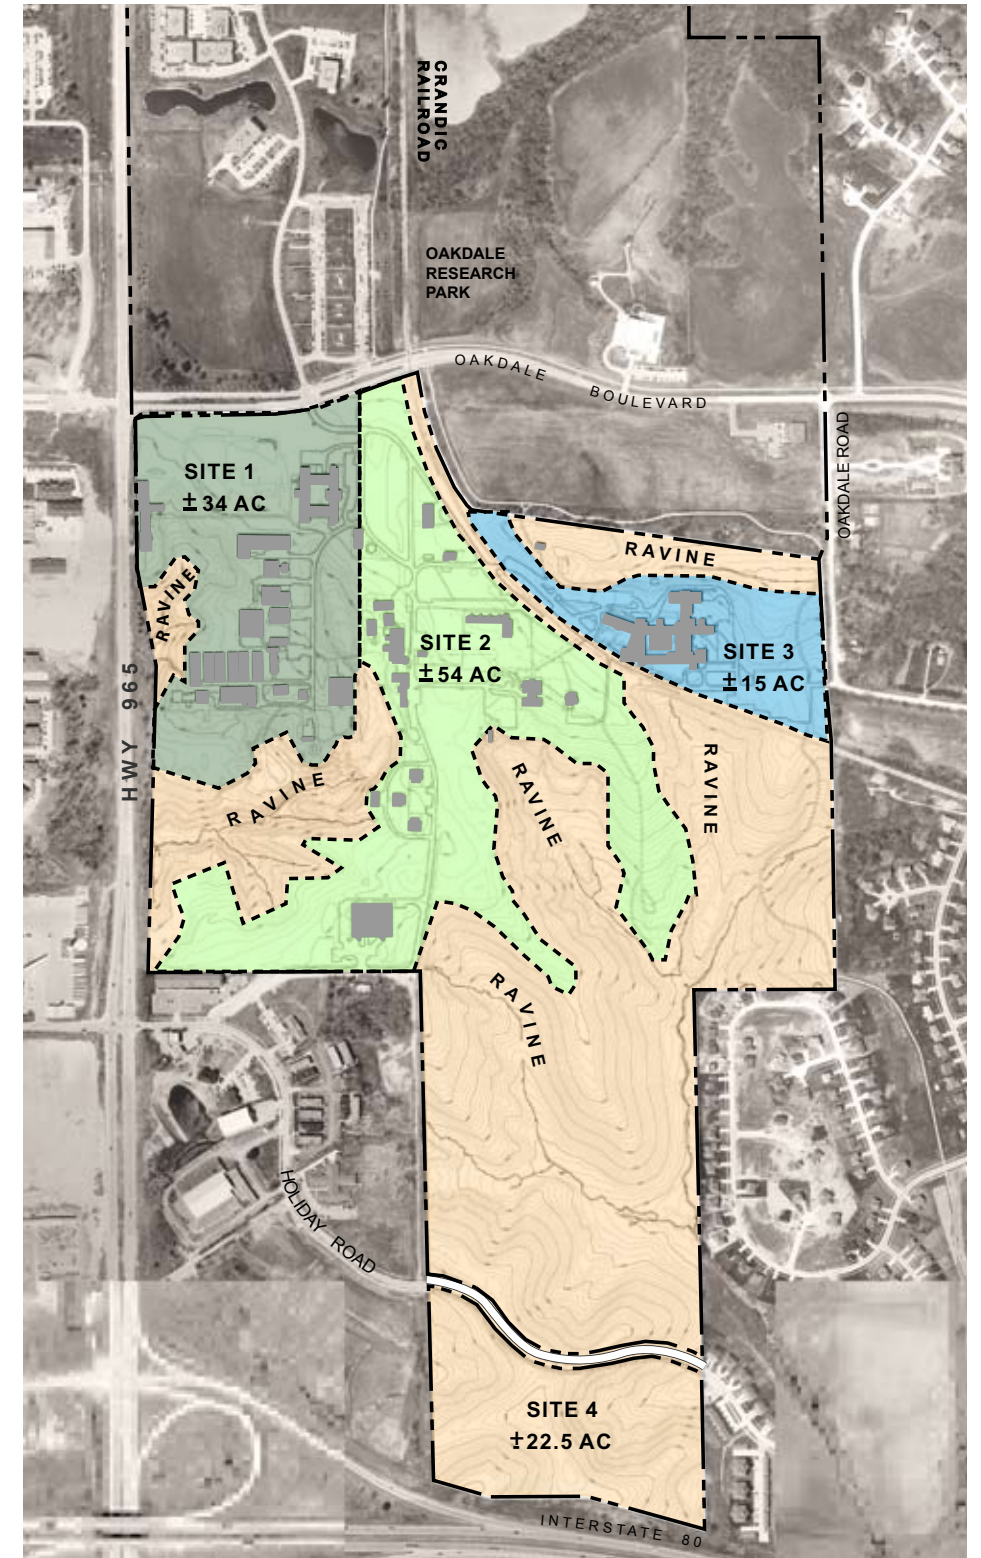 CRANDIC
RAILROAD
OAKDALE
RESEARCH
PARK
OAKDALE BOULEVARD
OAKDALE ROAD
SITE 1
±34 AC
RAVINE
RAVINE
SITE 2
±54 AC
SITE 3
±15 AC
HWY 965
RAVINE
RAVINE
RAVINE
RAVINE
HOLIDAY ROAD
SITE 4
±22.5 AC
INTERSTATE 80